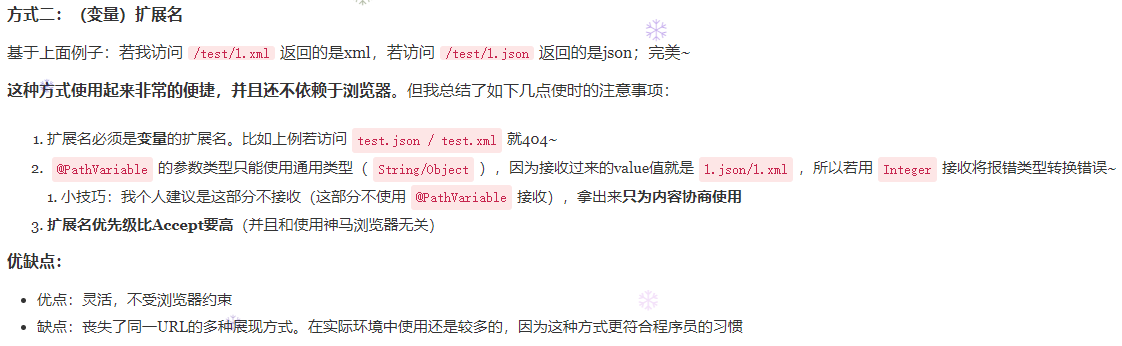 方式二：（变量）扩展名
基于上面例子：若我访问 /test/1.xml 返回的是xml，若访问 /test/1.json 返回的是json；完美~
这种方式使用起来非常的便捷，并且还不依赖于浏览器。但我总结了如下几点使时的注意事项：
1. 扩展名必须是变量的扩展名。比如上例若访问 test.json / test.xml 就404~
2. @PathVariable 的参数类型只能使用通用类型（ String/Object ），因为接收过来的value值就是 1.json/1.xml ，所以若用 Integer 接收将报错类型转换错误~
1. 小技巧：我个人建议是这部分不接收（这部分不使用 @PathVariable 接收），拿出来只为内容协商使用
3. 扩展名优先级比Accept要高（并且和使用神马浏览器无关）
优缺点：
• 优点：灵活，不受浏览器约束
• 缺点：丧失了同一URL的多种展现方式。在实际环境中使用还是较多的，因为这种方式更符合程序员的习惯